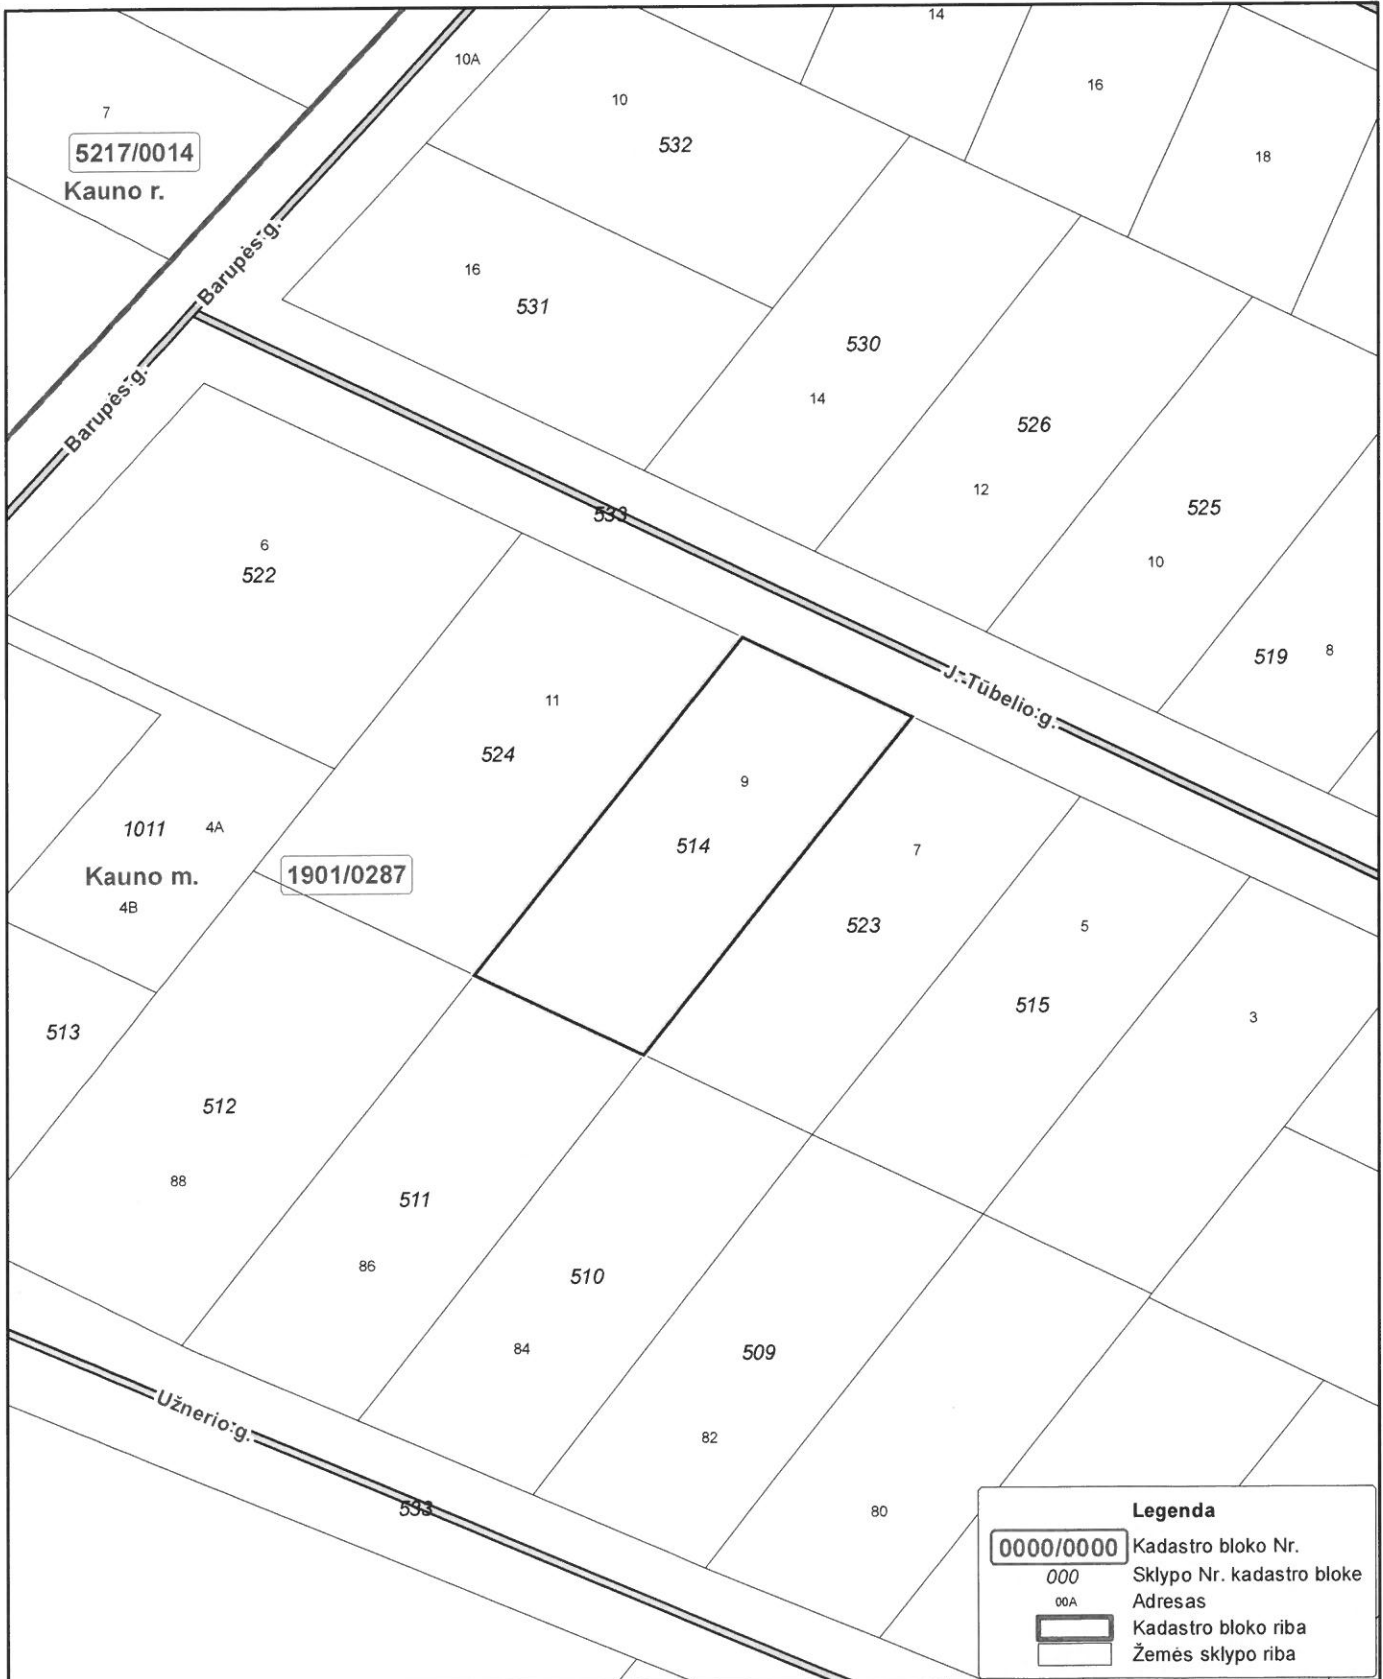 14
10A
16
10
7
532
5217/0014
18
Kauno r.
Barupės g.
16
531
530
Barupės g.
14
526
12
525
533
10
6
522
519 8
J. Tūbelio g.
11
524
9
514
7
1011 4A
Kauno m.
1901/0287
4B
523
5
515
3
513
512
88
511
86
510
84
509
Užnerio g.
82
533
80
Legenda
0000/0000 Kadastro bloko Nr.
000 Sklypo Nr. kadastro bloke
00A Adresas
Kadastro bloko riba
Žemės sklypo riba